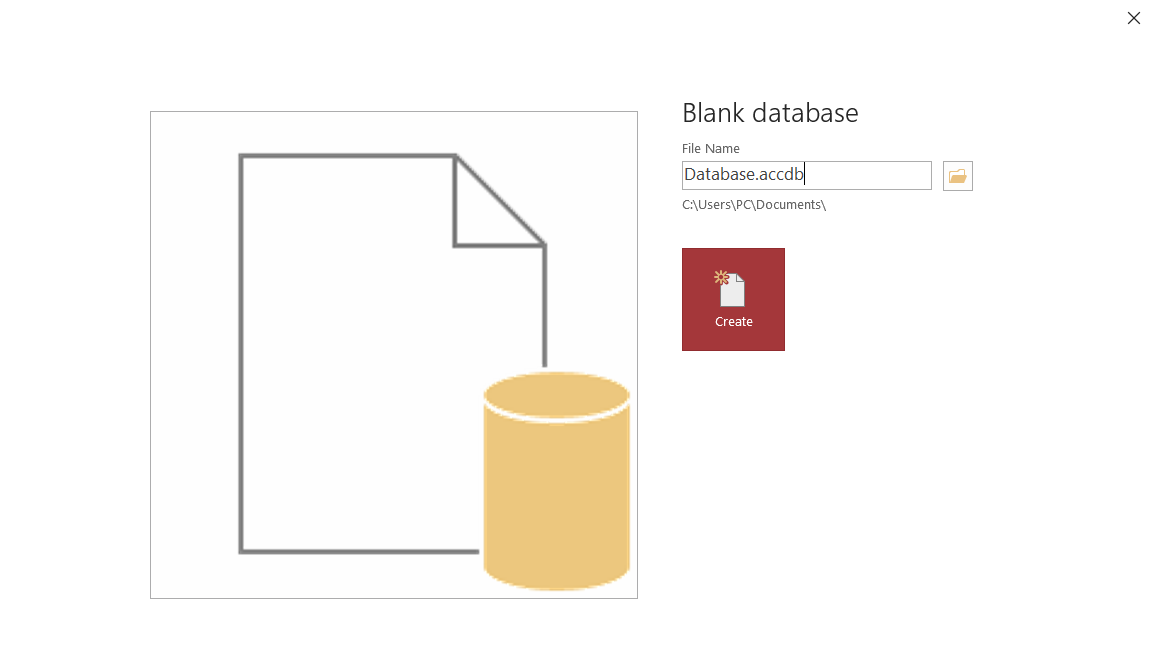 Blank database
File Name
Database.accdb
C:\Users\PC\Documents\
Create